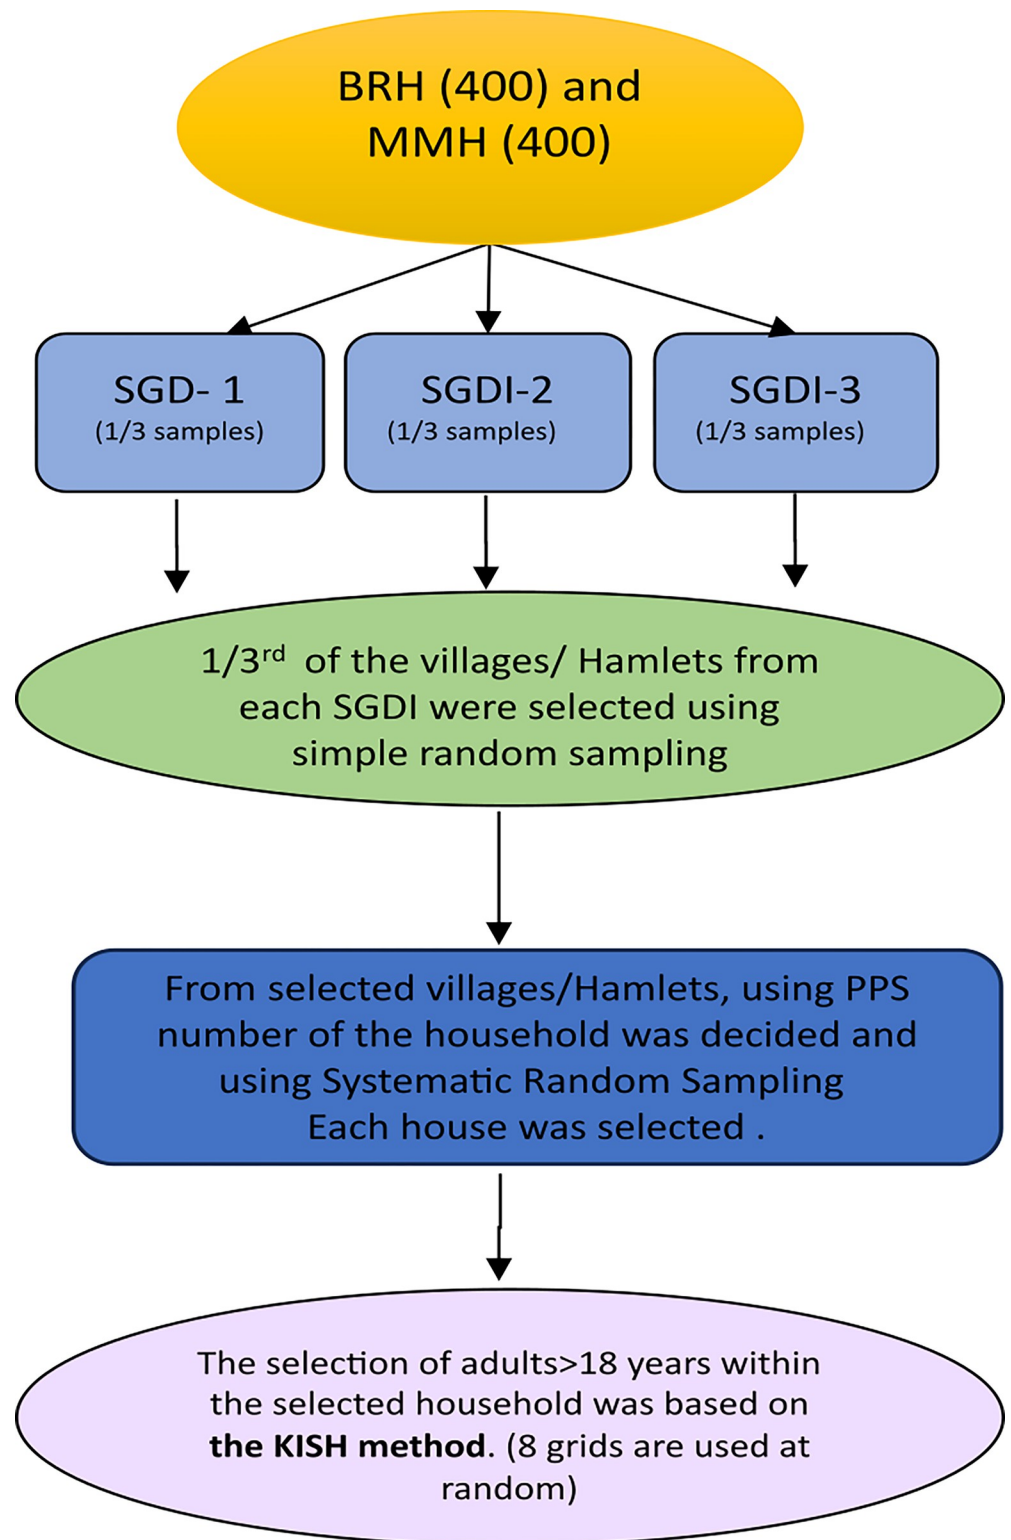 BRH (400) and
MMH (400)
SGD- 1
(1/3 samples)
SGDI-2
(1/3 samples)
SGDI-3
(1/3 samples)
1/3rd of the villages/ Hamlets from
each SGDI were selected using
simple random sampling
From selected villages/Hamlets, using PPS
number of the household was decided and
using Systematic Random Sampling
Each house was selected .
The selection of adults>18 years within
the selected household was based on
the KISH method. (8 grids are used at
random)